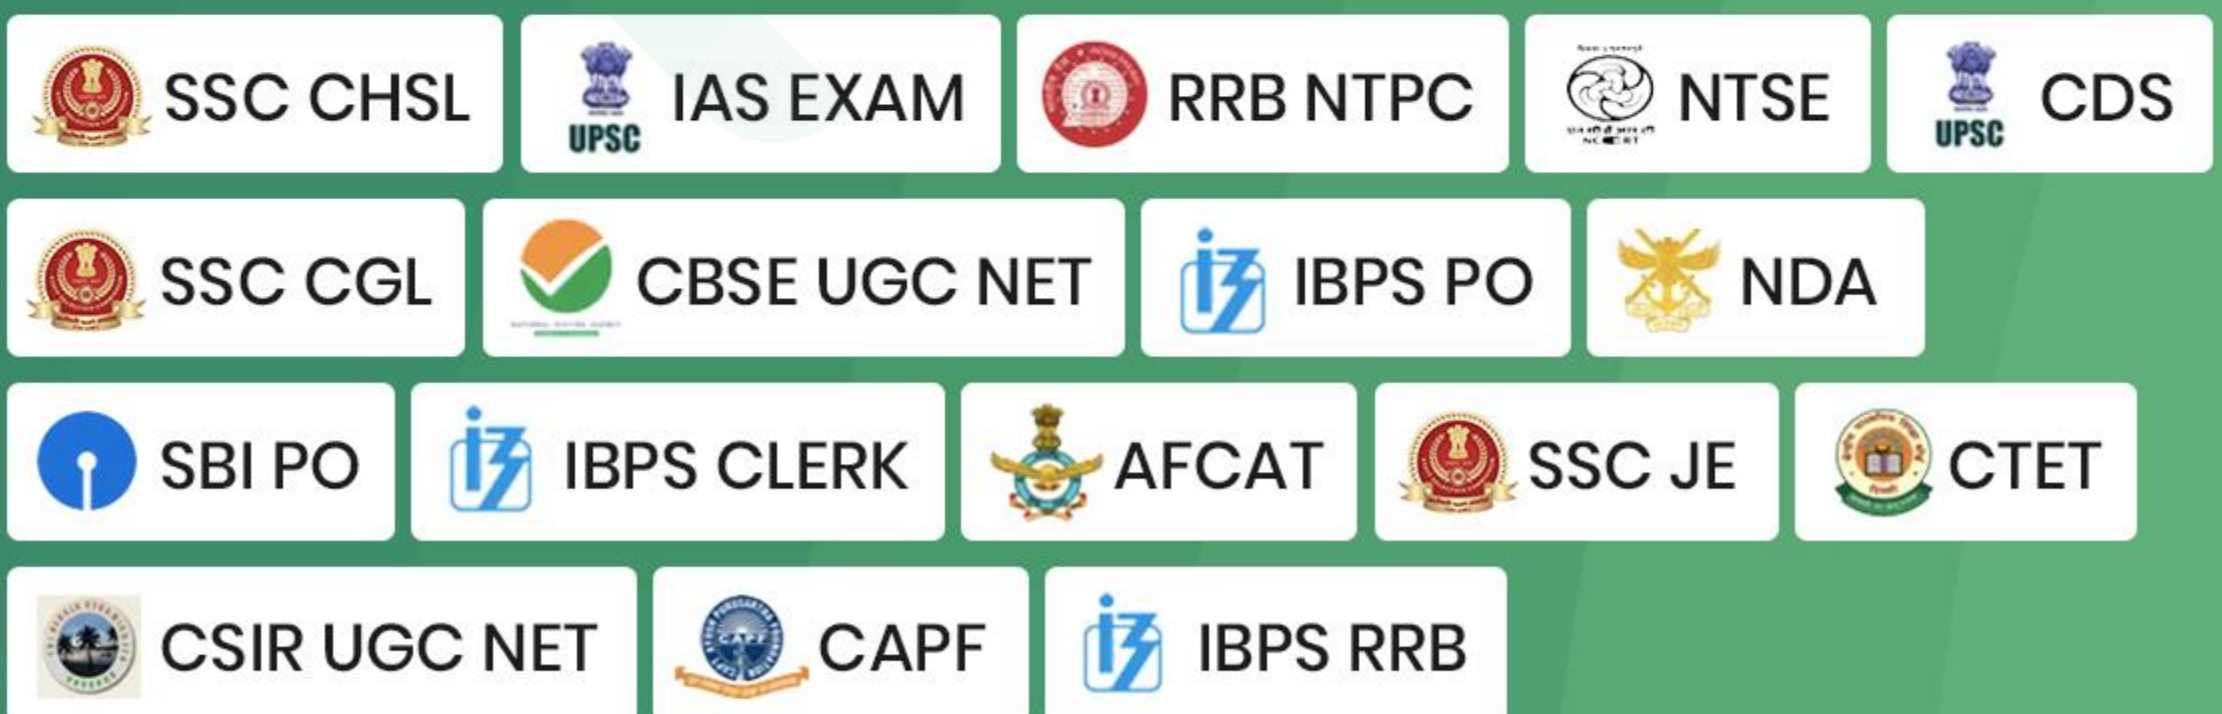 SSC CHSL
UPSC
IAS EXAM
RRB NTPC
NTSE
UPSC
CDS
SSC CGL
CBSE UGC NET
IBPS PO
NDA
SBI PO
IBPS CLERK
AFCAT
SSC JE
CTET
CSIR UGC NET
CAPF
IBPS RRB